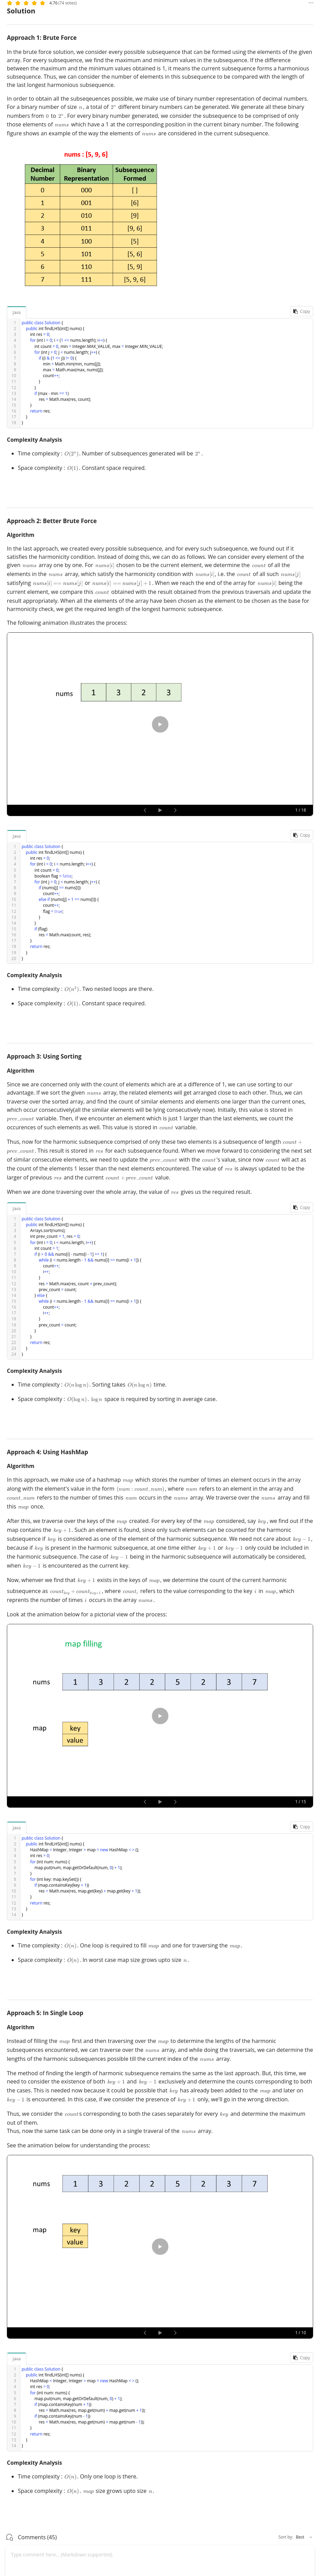 4.76 (74 votes)
Solution
Approach 1: Brute Force
In the brute force solution, we consider every possible subsequence that can be formed using the elements of the given
array. For every subsequence, we find the maximum and minimum values in the subsequence. If the difference
between the maximum and the minimum values obtained is 1, it means the current subsequence forms a harmonious
subsequence. Thus, we can consider the number of elements in this subsequence to be compared with the length of
the last longest harmonious subsequence.
In order to obtain all the subsequences possible, we make use of binary number representation of decimal numbers.
For a binary number of size n, a total of 2^n different binary numbers can be generated. We generate all these binary
numbers from 0 to 2^n. For every binary number generated, we consider the subsequence to be comprised of only
those elements of nums which have a 1 at the corresponding position in the current binary number. The following
figure shows an example of the way the elements of nums are considered in the current subsequence.
nums : [5, 9, 6]
Decimal Number Binary Representation Subsequence Formed
0 000 [ ]
1 001 [6]
2 010 [9]
3 011 [9, 6]
4 100 [5]
5 101 [5, 6]
6 110 [5, 9]
7 111 [5, 9, 6]
Java
Copy
1 public class Solution {
2 public int findLHS(int[] nums) {
3 int res = 0;
4 for (int i = 0; i < (1 << nums.length); i++) {
5 int count = 0, min = Integer.MAX_VALUE, max = Integer.MIN_VALUE;
6 for (int j = 0; j < nums.length; j++) {
7 if ((i & (1 << j)) != 0) {
8 min = Math.min(min, nums[j]);
9 max = Math.max(max, nums[j]);
10 count++;
11 }
12 }
13 if (max - min == 1)
14 res = Math.max(res, count);
15 }
16 return res;
17 }
18 }
Complexity Analysis
• Time complexity : O(2^n). Number of subsequences generated will be 2^n.
• Space complexity : O(1). Constant space required.
Approach 2: Better Brute Force
Algorithm
In the last approach, we created every possible subsequence, and for every such subsequence, we found out if it
satisfies the harmonicity condition. Instead of doing this, we can do as follows. We can consider every element of the
given nums array one by one. For nums[i] chosen to be the current element, we determine the count of all the
elements in the nums array, which satisfy the harmonicity condition with nums[i], i.e. the count of all such nums[j]
satisfying nums[i] == nums[j] or nums[i] == nums[j] + 1. When we reach the end of the array for nums[i] being the
current element, we compare this count obtained with the result obtained from the previous traversals and update the
result appropriately. When all the elements of the array have been chosen as the element to be chosen as the base for
harmonicity check, we get the required length of the longest harmonic subsequence.
The following animation illustrates the process:
nums 1 3 2 3
1 / 18
Java
Copy
1 public class Solution {
2 public int findLHS(int[] nums) {
3 int res = 0;
4 for (int i = 0; i < nums.length; i++) {
5 int count = 0;
6 boolean flag = false;
7 for (int j = 0; j < nums.length; j++) {
8 if (nums[j] == nums[i])
9 count++;
10 else if (nums[j] + 1 == nums[i]) {
11 count++;
12 flag = true;
13 }
14 }
15 if (flag)
16 res = Math.max(count, res);
17 }
18 return res;
19 }
20 }
Complexity Analysis
• Time complexity : O(n^2). Two nested loops are there.
• Space complexity : O(1). Constant space required.
Approach 3: Using Sorting
Algorithm
Since we are concerned only with the count of elements which are at a difference of 1, we can use sorting to our
advantage. If we sort the given nums array, the related elements will get arranged close to each other. Thus, we can
traverse over the sorted array, and find the count of similar elements and elements one larger than the current ones,
which occur consecutively(all the similar elements will be lying consecutively now). Initially, this value is stored in
prev_count variable. Then, if we encounter an element which is just 1 larger than the last elements, we count the
occurences of such elements as well. This value is stored in count variable.
Thus, now for the harmonic subsequence comprised of only these two elements is a subsequence of length count +
prev_count. This result is stored in res for each subsequence found. When we move forward to considering the next set
of similar consecutive elements, we need to update the prev_count with the count's value, since now count will act as
the count of the elements 1 lesser than the next elements encountered. The value of res is always updated to be the
larger of previous res and the current count + prev_count value.
When we are done traversing over the whole array, the value of res gives us the required result.
Java
Copy
1 public class Solution {
2 public int findLHS(int[] nums) {
3 Arrays.sort(nums);
4 int prev_count = 1, res = 0;
5 for (int i = 0; i < nums.length; i++) {
6 int count = 1;
7 if (i > 0 && nums[i] - nums[i - 1] == 1) {
8 while (i < nums.length - 1 && nums[i] == nums[i + 1]) {
9 count++;
10 i++;
11 }
12 res = Math.max(res, count + prev_count);
13 prev_count = count;
14 } else {
15 while (i < nums.length - 1 && nums[i] == nums[i + 1]) {
16 count++;
17 i++;
18 }
19 prev_count = count;
20 }
21 }
22 return res;
23 }
24 }
Complexity Analysis
• Time complexity : O(n log n). Sorting takes O(n log n) time.
• Space complexity : O(log n). log n space is required by sorting in average case.
Approach 4: Using HashMap
Algorithm
In this approach, we make use of a hashmap map which stores the number of times an element occurs in the array
along with the element's value in the form (num : count_num), where num refers to an element in the array and
count_num refers to the number of times this num occurs in the nums array. We traverse over the nums array and fill
this map once.
After this, we traverse over the keys of the map created. For every key of the map considered, say key, we find out if the
map contains the key + 1. Such an element is found, since only such elements can be counted for the harmonic
subsequence if key is considered as one of the element of the harmonic subsequence. We need not care about key − 1,
because if key is present in the harmonic subsequence, at one time either key + 1 or key − 1 only could be included in
the harmonic subsequence. The case of key − 1 being in the harmonic subsequence will automatically be considered,
when key − 1 is encountered as the current key.
Now, whenver we find that key + 1 exists in the keys of map, we determine the count of the current harmonic
subsequence as count_key + count_key+1, where count_i refers to the value corresponding to the key i in map, which
reprents the number of times i occurs in the array nums.
Look at the animation below for a pictorial view of the process:
map filling
nums 1 3 2 2 5 2 3 7
map key
value
1 / 15
Java
Copy
1 public class Solution {
2 public int findLHS(int[] nums) {
3 HashMap < Integer, Integer > map = new HashMap < > ();
4 int res = 0;
5 for (int num: nums) {
6 map.put(num, map.getOrDefault(num, 0) + 1);
7 }
8 for (int key: map.keySet()) {
9 if (map.containsKey(key + 1))
10 res = Math.max(res, map.get(key) + map.get(key + 1));
11 }
12 return res;
13 }
14 }
Complexity Analysis
• Time complexity : O(n). One loop is required to fill map and one for traversing the map.
• Space complexity : O(n). In worst case map size grows upto size n.
Approach 5: In Single Loop
Algorithm
Instead of filling the map first and then traversing over the map to determine the lengths of the harmonic
subsequences encountered, we can traverse over the nums array, and while doing the traversals, we can determine the
lengths of the harmonic subsequences possible till the current index of the nums array.
The method of finding the length of harmonic subsequence remains the same as the last approach. But, this time, we
need to consider the existence of both key + 1 and key − 1 exclusively and determine the counts corresponding to both
the cases. This is needed now because it could be possible that key has already been added to the map and later on
key − 1 is encountered. In this case, if we consider the presence of key + 1 only, we'll go in the wrong direction.
Thus, we consider the counts corresponding to both the cases separately for every key and determine the maximum
out of them.
Thus, now the same task can be done only in a single traveral of the nums array.
See the animation below for understanding the process:
nums 1 3 2 2 5 2 3 7
map key
value
1 / 10
Java
Copy
1 public class Solution {
2 public int findLHS(int[] nums) {
3 HashMap < Integer, Integer > map = new HashMap < > ();
4 int res = 0;
5 for (int num: nums) {
6 map.put(num, map.getOrDefault(num, 0) + 1);
7 if (map.containsKey(num + 1))
8 res = Math.max(res, map.get(num) + map.get(num + 1));
9 if (map.containsKey(num - 1))
10 res = Math.max(res, map.get(num) + map.get(num - 1));
11 }
12 return res;
13 }
14 }
Complexity Analysis
• Time complexity : O(n). Only one loop is there.
• Space complexity : O(n). map size grows upto size n.
Comments (45)
Sort by: Best
Type comment here... (Markdown supported)